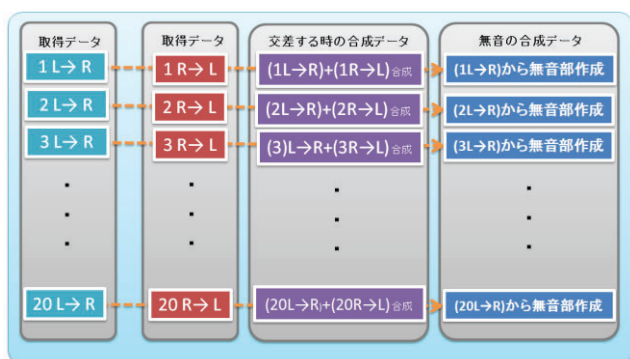 取得データ
取得データ
交差する時の合成データ
無音の合成データ
1 L→ R
1 R→ L
(1L→R)+(1R→L)合成
(1L→R)から無音部作成
2 L→ R
2 R→ L
(2L→R)+(2R→L)合成
(2L→R)から無音部作成
3 L→ R
3 R→ L
(3)L→R+(3R→L)合成
(3L→R)から無音部作成
20 L→ R
20 R→ L
(20L→R)+(20R→L)合成
(20L→R)から無音部作成